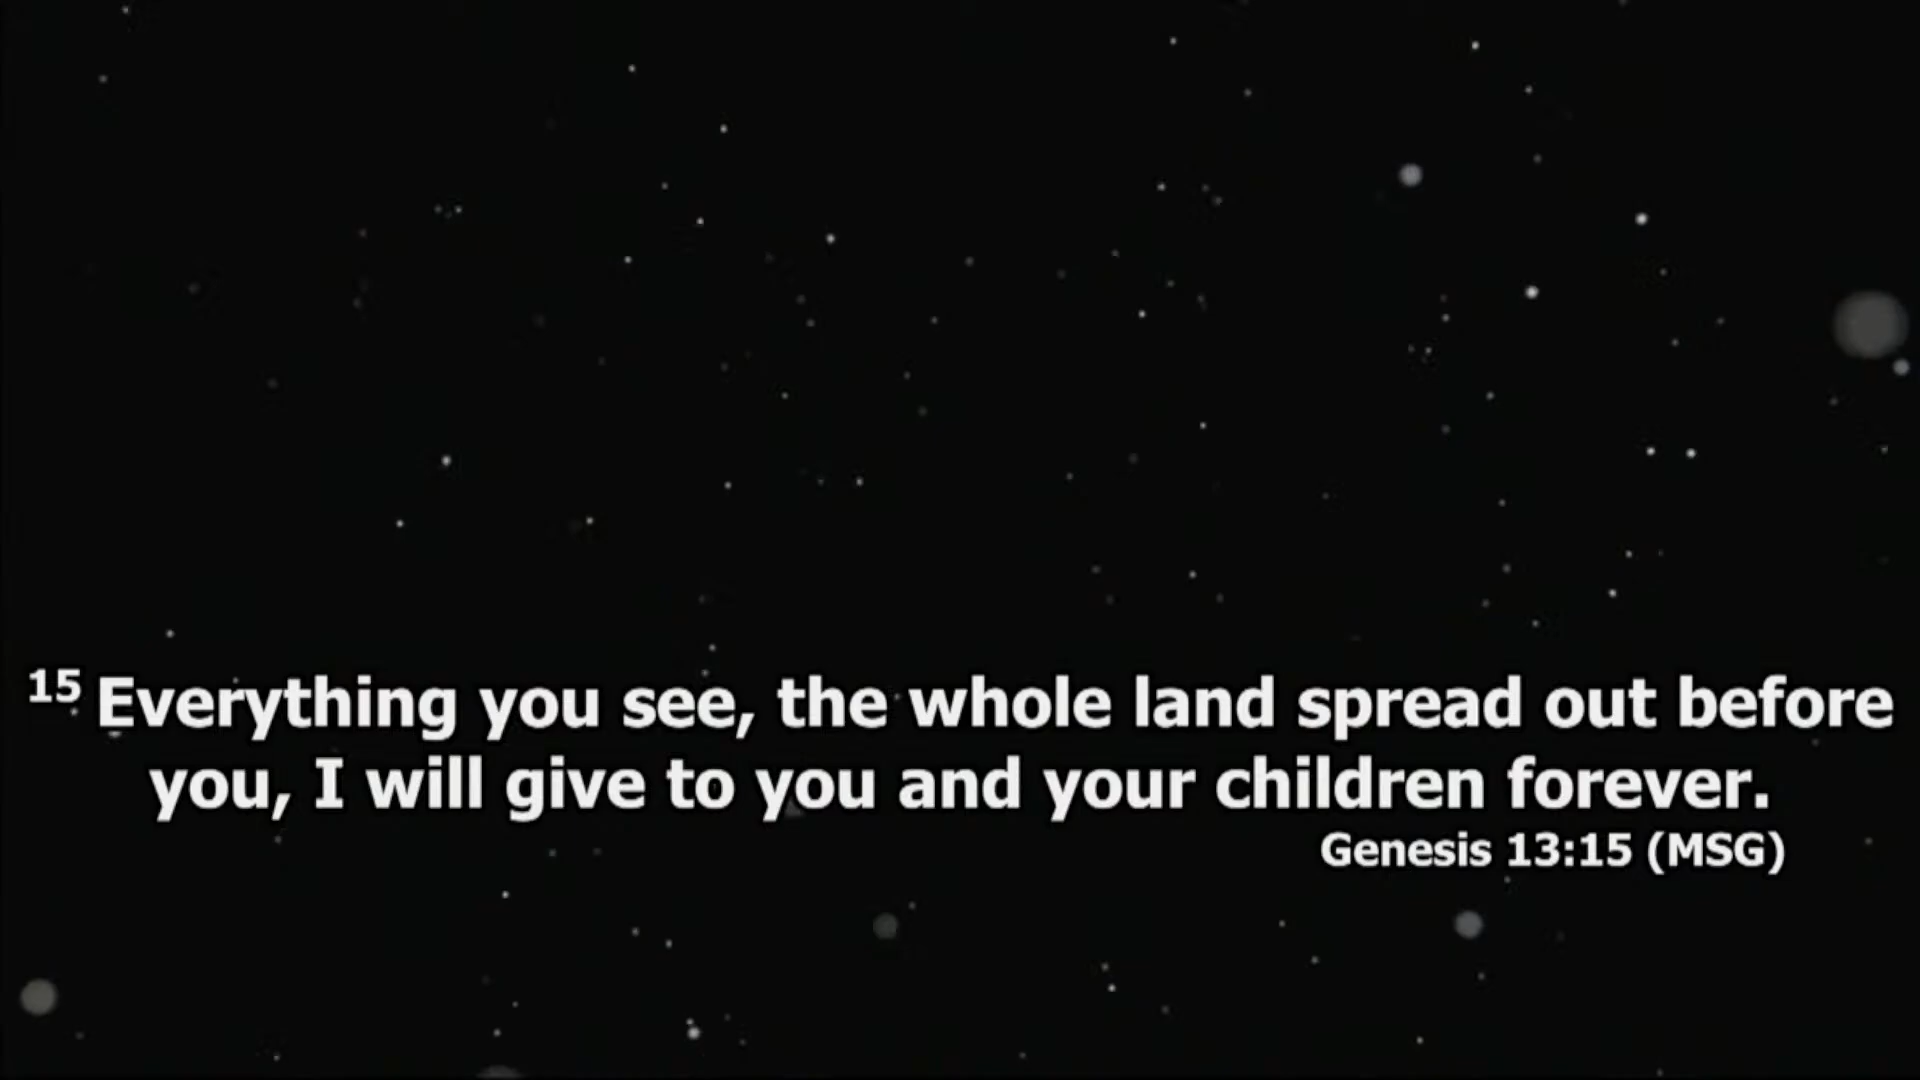 15 Everything you see, the whole land spread out before
you, I will give to you and your children forever.
Genesis 13:15 (MSG)